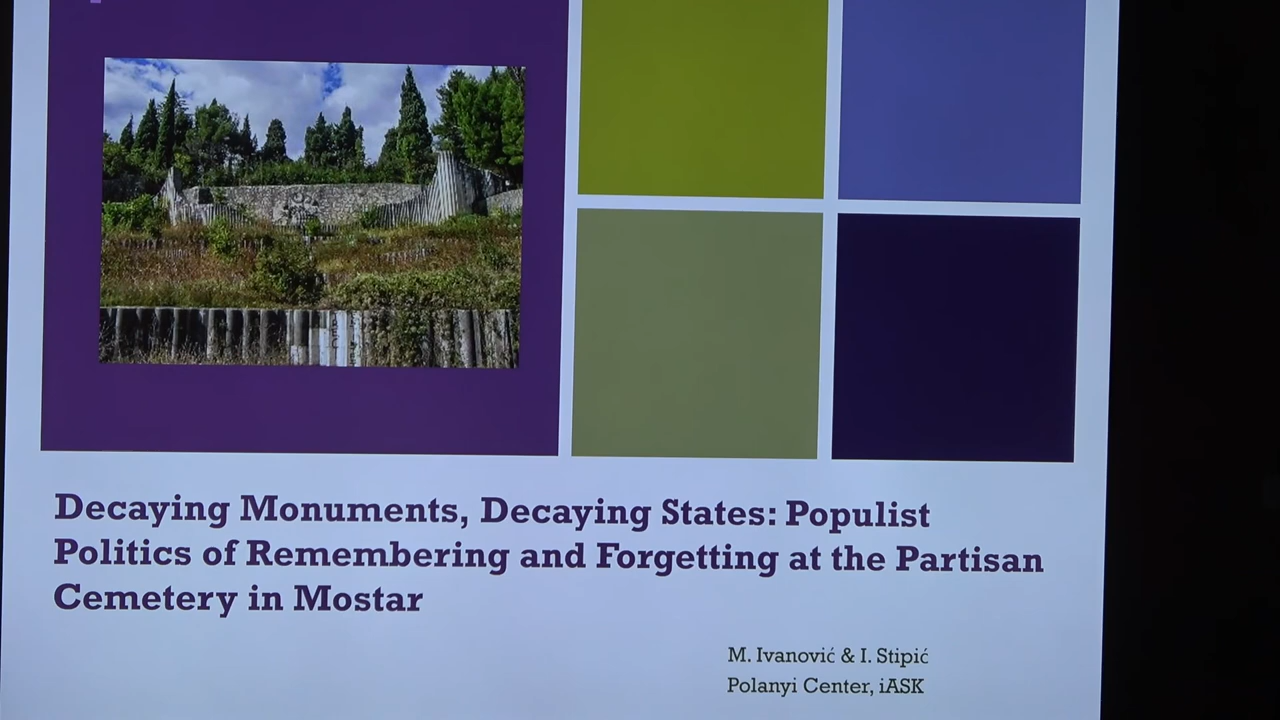 Decaying Monuments, Decaying States: Populist
Politics of Remembering and Forgetting at the Partisan
Cemetery in Mostar
M. Ivanović & I. Stipić
Polanyi Center, iASK